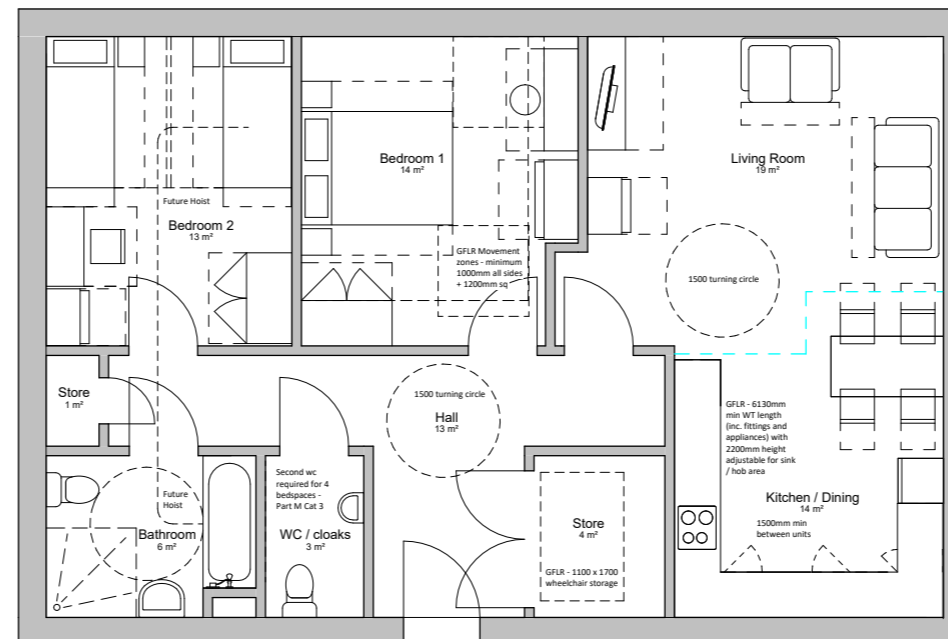 Bedroom 1
14 m²
Living Room
19 m²
Future Hoist
Bedroom 2
13 m²
GFLR Movement
zones - minimum
1000mm all sides
+ 1200mm sq
1500 turning circle
Store
1 m²
1500 turning circle
Hall
13 m²
GFLR - 6130mm
min WT length
(inc. fittings and
appliances) with
2200mm height
adjustable for sink
/ hob area
Second wc
required for 4
bedspaces -
Part M Cat 3
Future
Hoist
Bathroom
6 m²
WC / cloaks
3 m²
Store
4 m²
GFLR - 1100 x 1700
wheelchair storage
Kitchen / Dining
14 m²
1500mm min
between units